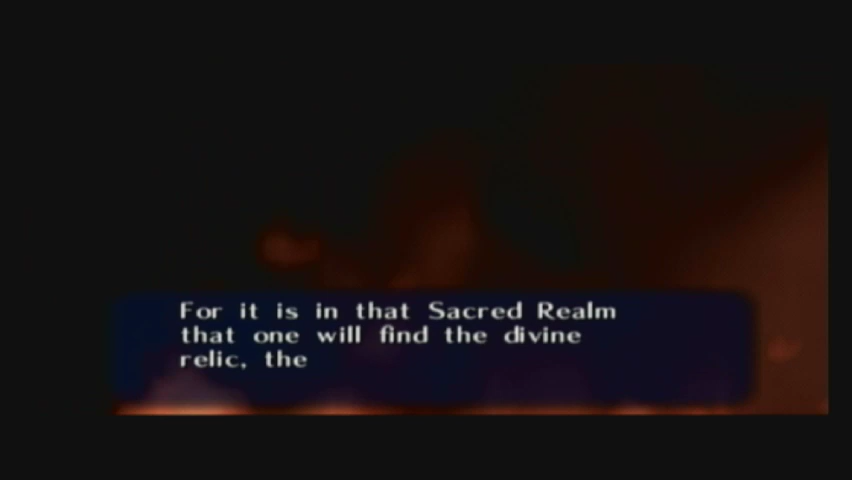 For it is in that Sacred Realm
that one will find the divine
relic, the